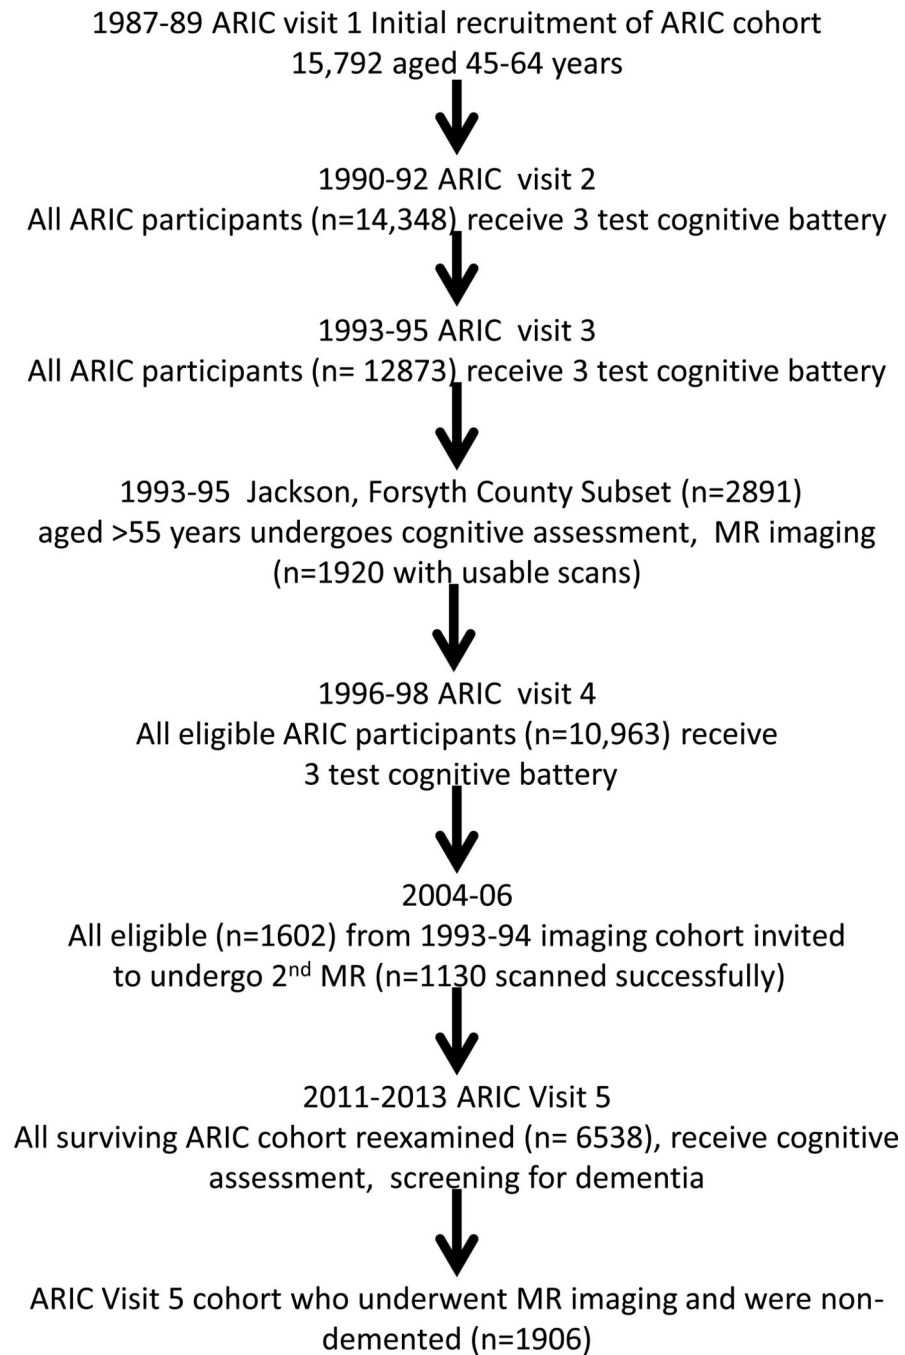 1987-89 ARIC visit 1 Initial recruitment of ARIC cohort
15,792 aged 45-64 years
1990-92 ARIC visit 2
All ARIC participants (n=14,348) receive 3 test cognitive battery
1993-95 ARIC visit 3
All ARIC participants (n= 12873) receive 3 test cognitive battery
1993-95 Jackson, Forsyth County Subset (n=2891)
aged >55 years undergoes cognitive assessment, MR imaging
(n=1920 with usable scans)
1996-98 ARIC visit 4
All eligible ARIC participants (n=10,963) receive
3 test cognitive battery
2004-06
All eligible (n=1602) from 1993-94 imaging cohort invited
to undergo 2nd MR (n=1130 scanned successfully)
2011-2013 ARIC Visit 5
All surviving ARIC cohort reexamined (n= 6538), receive cognitive
assessment, screening for dementia
ARIC Visit 5 cohort who underwent MR imaging and were non-
demented (n=1906)